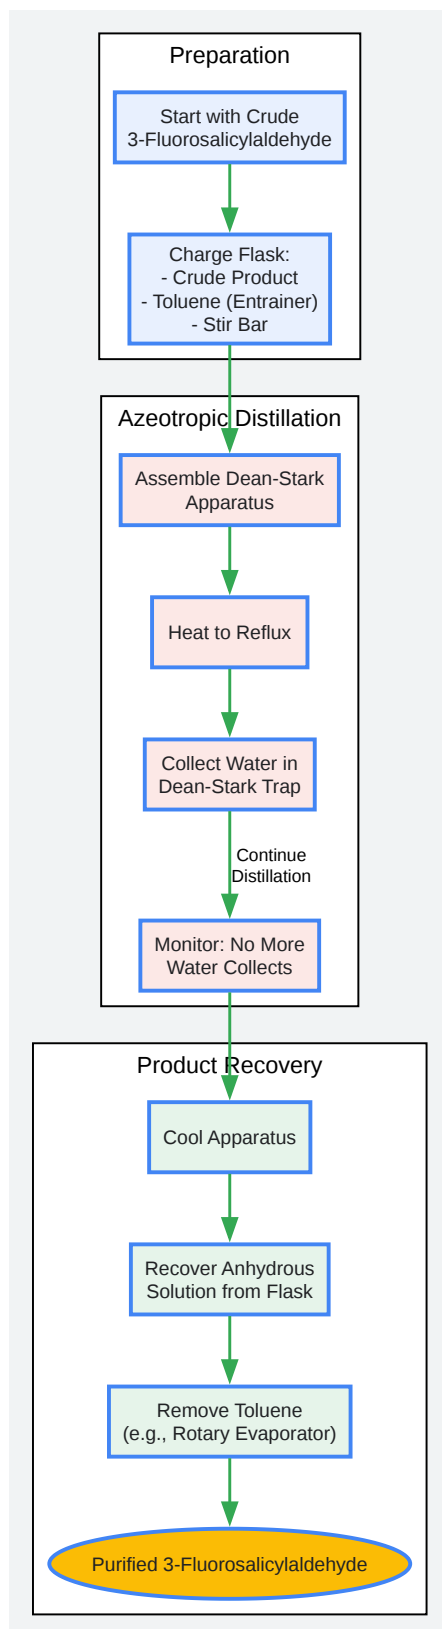 Preparation
Start with Crude
3-Fluorosalicylaldehyde
Charge Flask:
- Crude Product
- Toluene (Entrainer)
- Stir Bar
Azeotropic Distillation
Assemble Dean-Stark
Apparatus
Heat to Reflux
Collect Water in
Dean-Stark Trap
Continue
Distillation
Monitor: No More
Water Collects
Product Recovery
Cool Apparatus
Recover Anhydrous
Solution from Flask
Remove Toluene
(e.g., Rotary Evaporator)
Purified 3-Fluorosalicylaldehyde